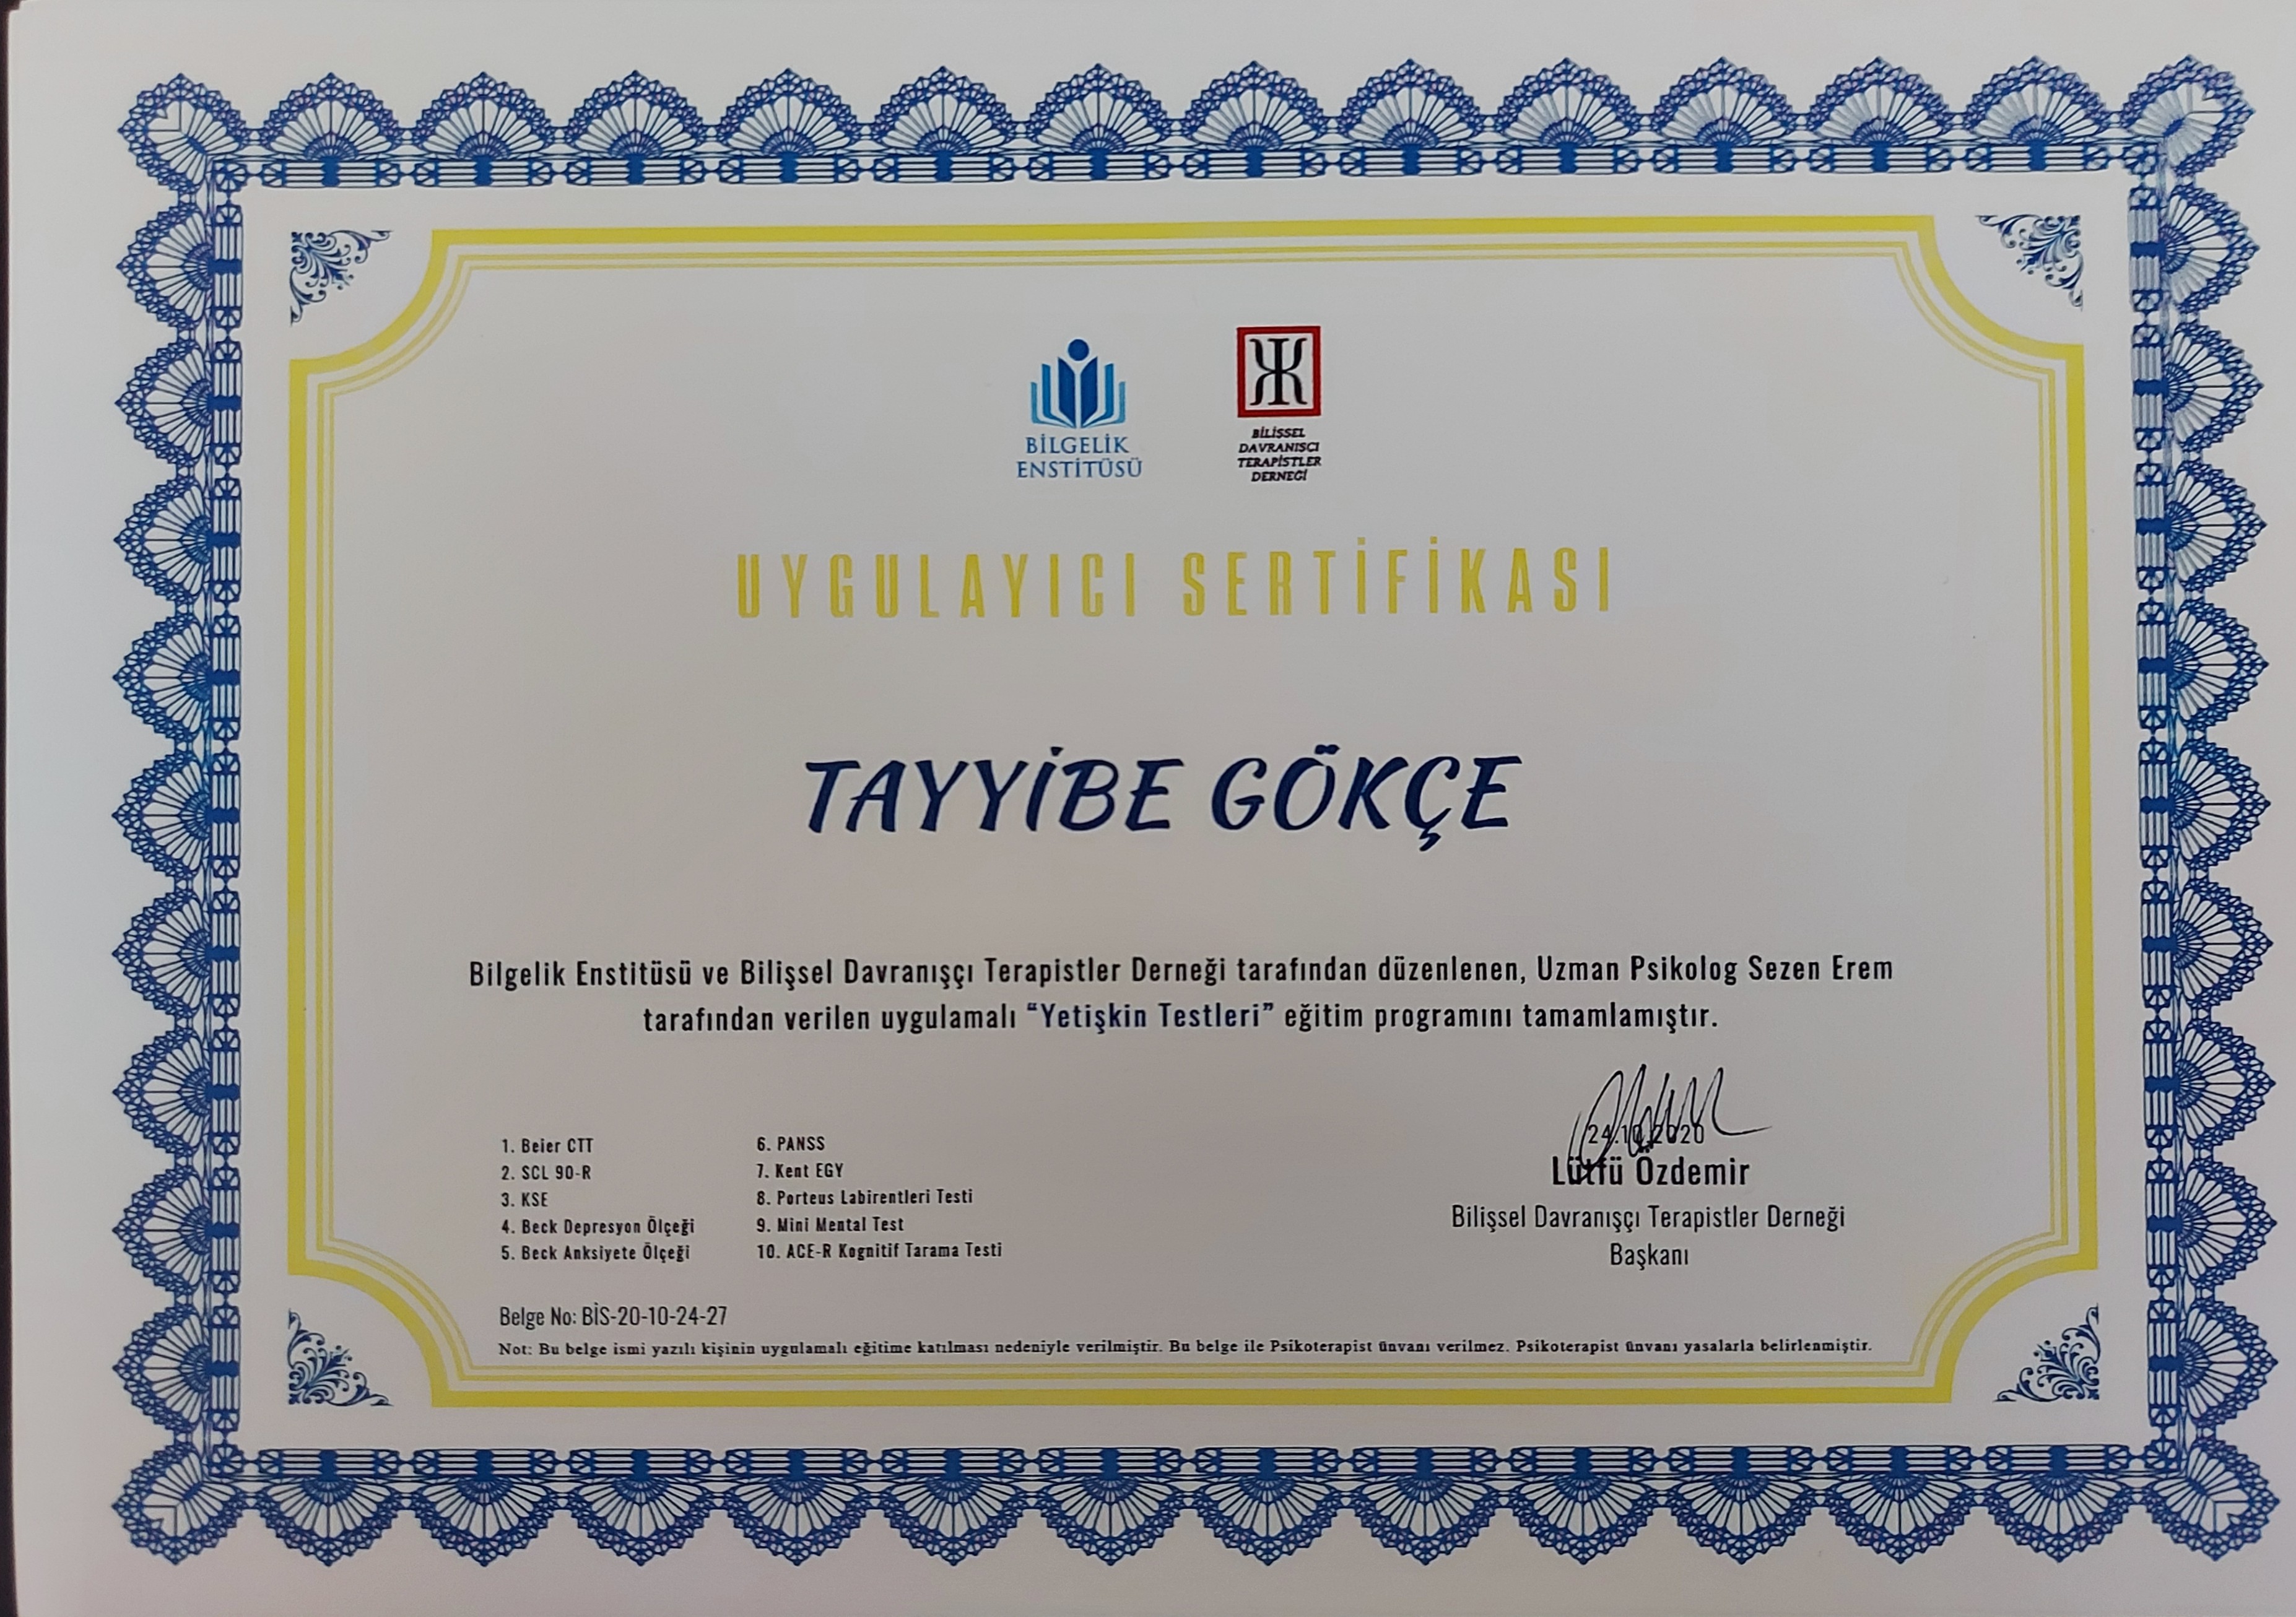 BİLGELİK
ENSTİTÜSÜ
BİLİSSEL
DAVRANISCI
TERAPİSTLER
DERNEĞİ
UYGULAYICI SERTİFİKASI
TAYYİBE GÖKÇE
Bilgelik Enstitüsü ve Bilişsel Davranışçı Terapistler Derneği tarafından düzenlenen, Uzman Psikolog Sezen Erem
tarafından verilen uygulamalı “Yetişkin Testleri” eğitim programını tamamlamıştır.
1. Beier CTT
2. SCL 90-R
3. KSE
4. Beck Depresyon Ölçeği
5. Beck Anksiyete Ölçeği
6. PANSS
7. Kent EGY
8. Porteus Labirentleri Testi
9. Mini Mental Test
10. ACE-R Kognitif Tarama Testi
24.10.2020
Lütfü Özdemir
Bilişsel Davranışçı Terapistler Derneği
Başkanı
Belge No: BİS-20-10-24-27
Not: Bu belge ismi yazılı kişinin uygulamalı eğitime katılması nedeniyle verilmiştir. Bu belge ile Psikoterapist ünvanı verilmez. Psikoterapist ünvanı yasalarla belirlenmiştir.